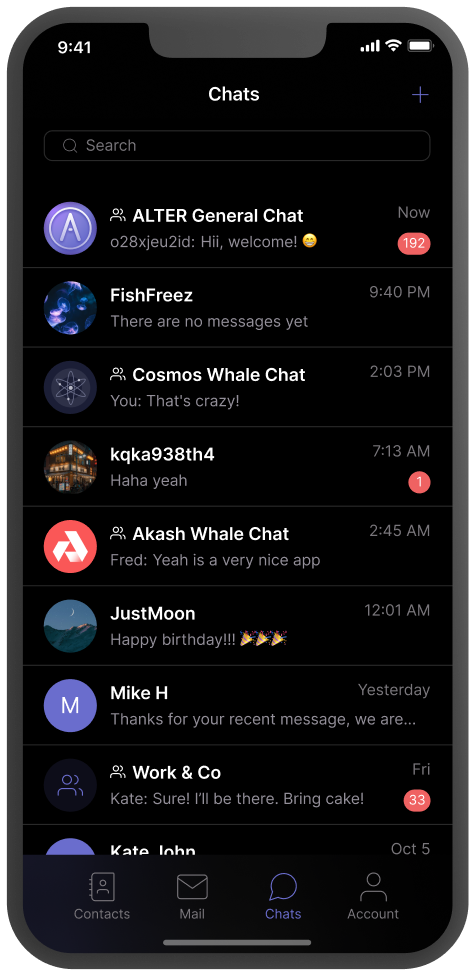 9:41
Chats
Search
ALTER General Chat
Now
o28xjeu2id: Hii, welcome! 😁
192
FishFreez
9:40 PM
There are no messages yet
Cosmos Whale Chat
2:03 PM
You: That's crazy!
kqka938th4
7:13 AM
Haha yeah
1
Akash Whale Chat
2:45 AM
Fred: Yeah is a very nice app
JustMoon
12:01 AM
Happy birthday!!! 🎉🎉🎉
M
Mike H
Yesterday
Thanks for your recent message, we are...
Work & Co
Fri
Kate: Sure! I'll be there. Bring cake!
33
Kate John
Oct 5
Contacts
Mail
Chats
Account